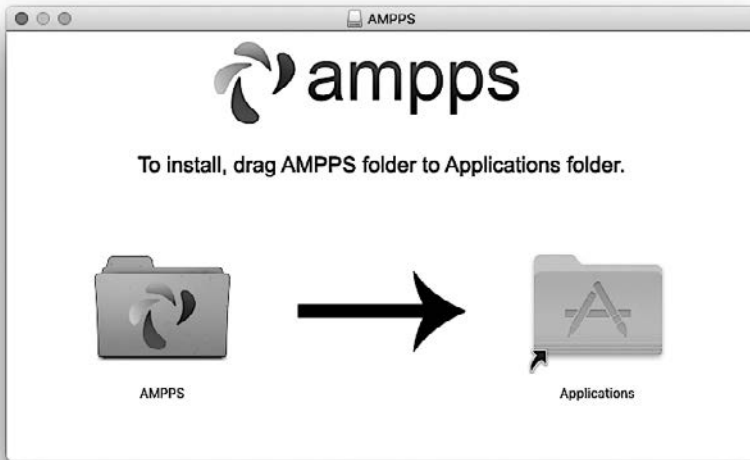 AMPPS
ampps
To install, drag AMPPS folder to Applications folder.
AMPPS
Applications